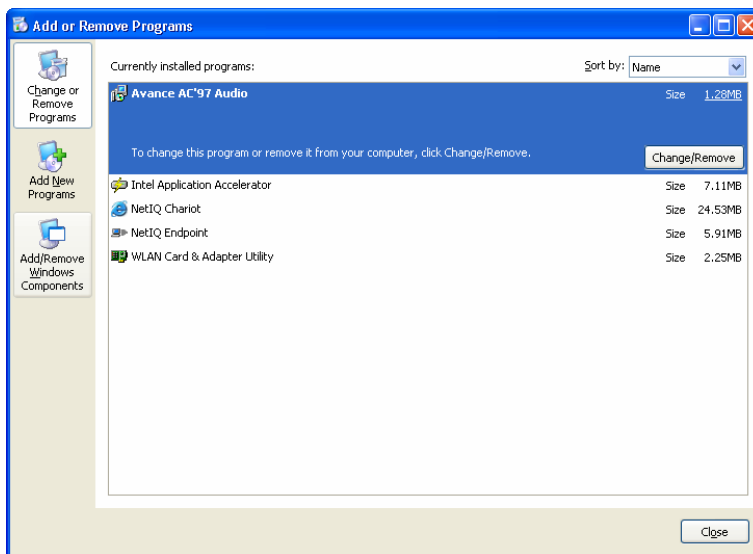 Add or Remove Programs
Change or
Remove
Programs
Add New
Programs
Add/Remove
Windows
Components
Currently installed programs:
Sort by: Name
Avance AC'97 Audio Size 1.28MB
To change this program or remove it from your computer, click Change/Remove.
Change/Remove
Intel Application Accelerator Size 7.11MB
NetIQ Chariot Size 24.53MB
NetIQ Endpoint Size 5.91MB
WLAN Card & Adapter Utility Size 2.25MB
Close